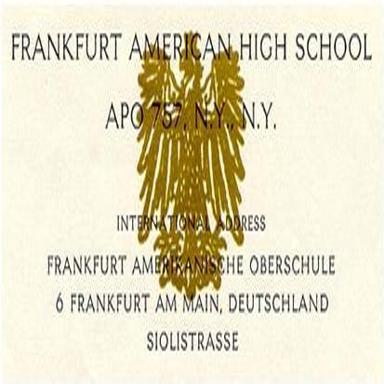 FRANKFURT AMERICAN HIGH SCHOOL
APO 757, N.Y., N.Y.
INTERNATIONAL ADDRESS
FRANKFURT AMERIKANISCHE OBERSCHULE
6 FRANKFURT AM MAIN, DEUTSCHLAND
SIOLISTRASSE